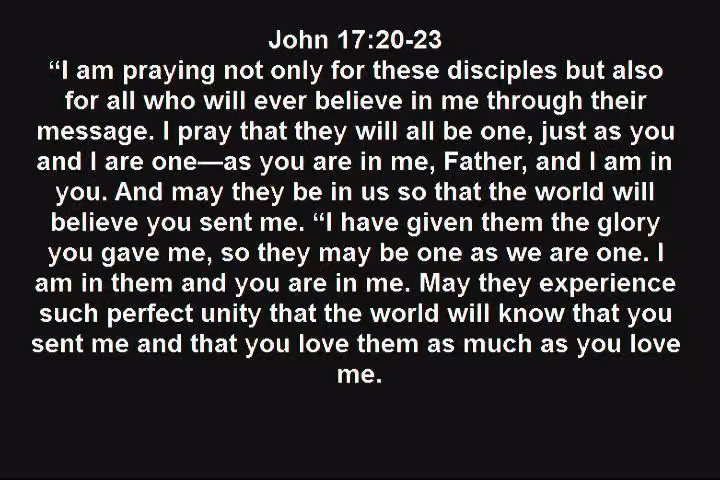 John 17:20-23
“I am praying not only for these disciples but also
for all who will ever believe in me through their
message. I pray that they will all be one, just as you
and I are one—as you are in me, Father, and I am in
you. And may they be in us so that the world will
believe you sent me. “I have given them the glory
you gave me, so they may be one as we are one. I
am in them and you are in me. May they experience
such perfect unity that the world will know that you
sent me and that you love them as much as you love
me.